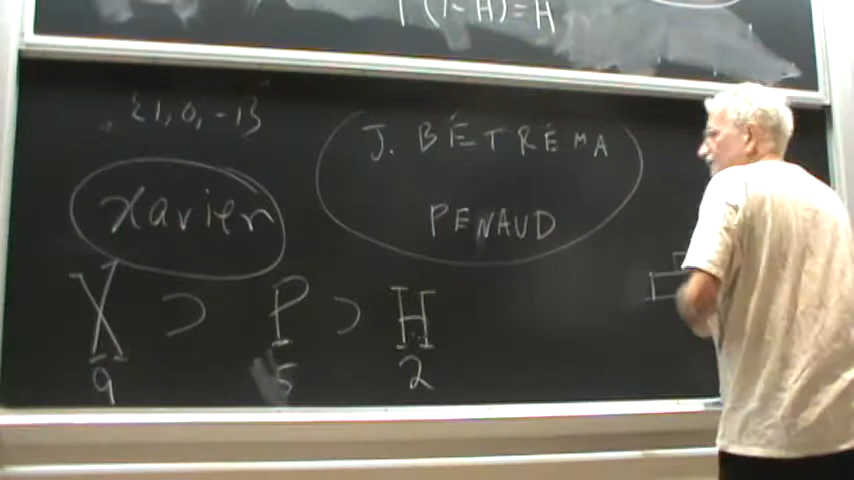 (1-H)=H
{1,0,-1}
J. BÉTRÉMA
xavier
PENAUD
X ⊃ P ⊃ H
9 5 2